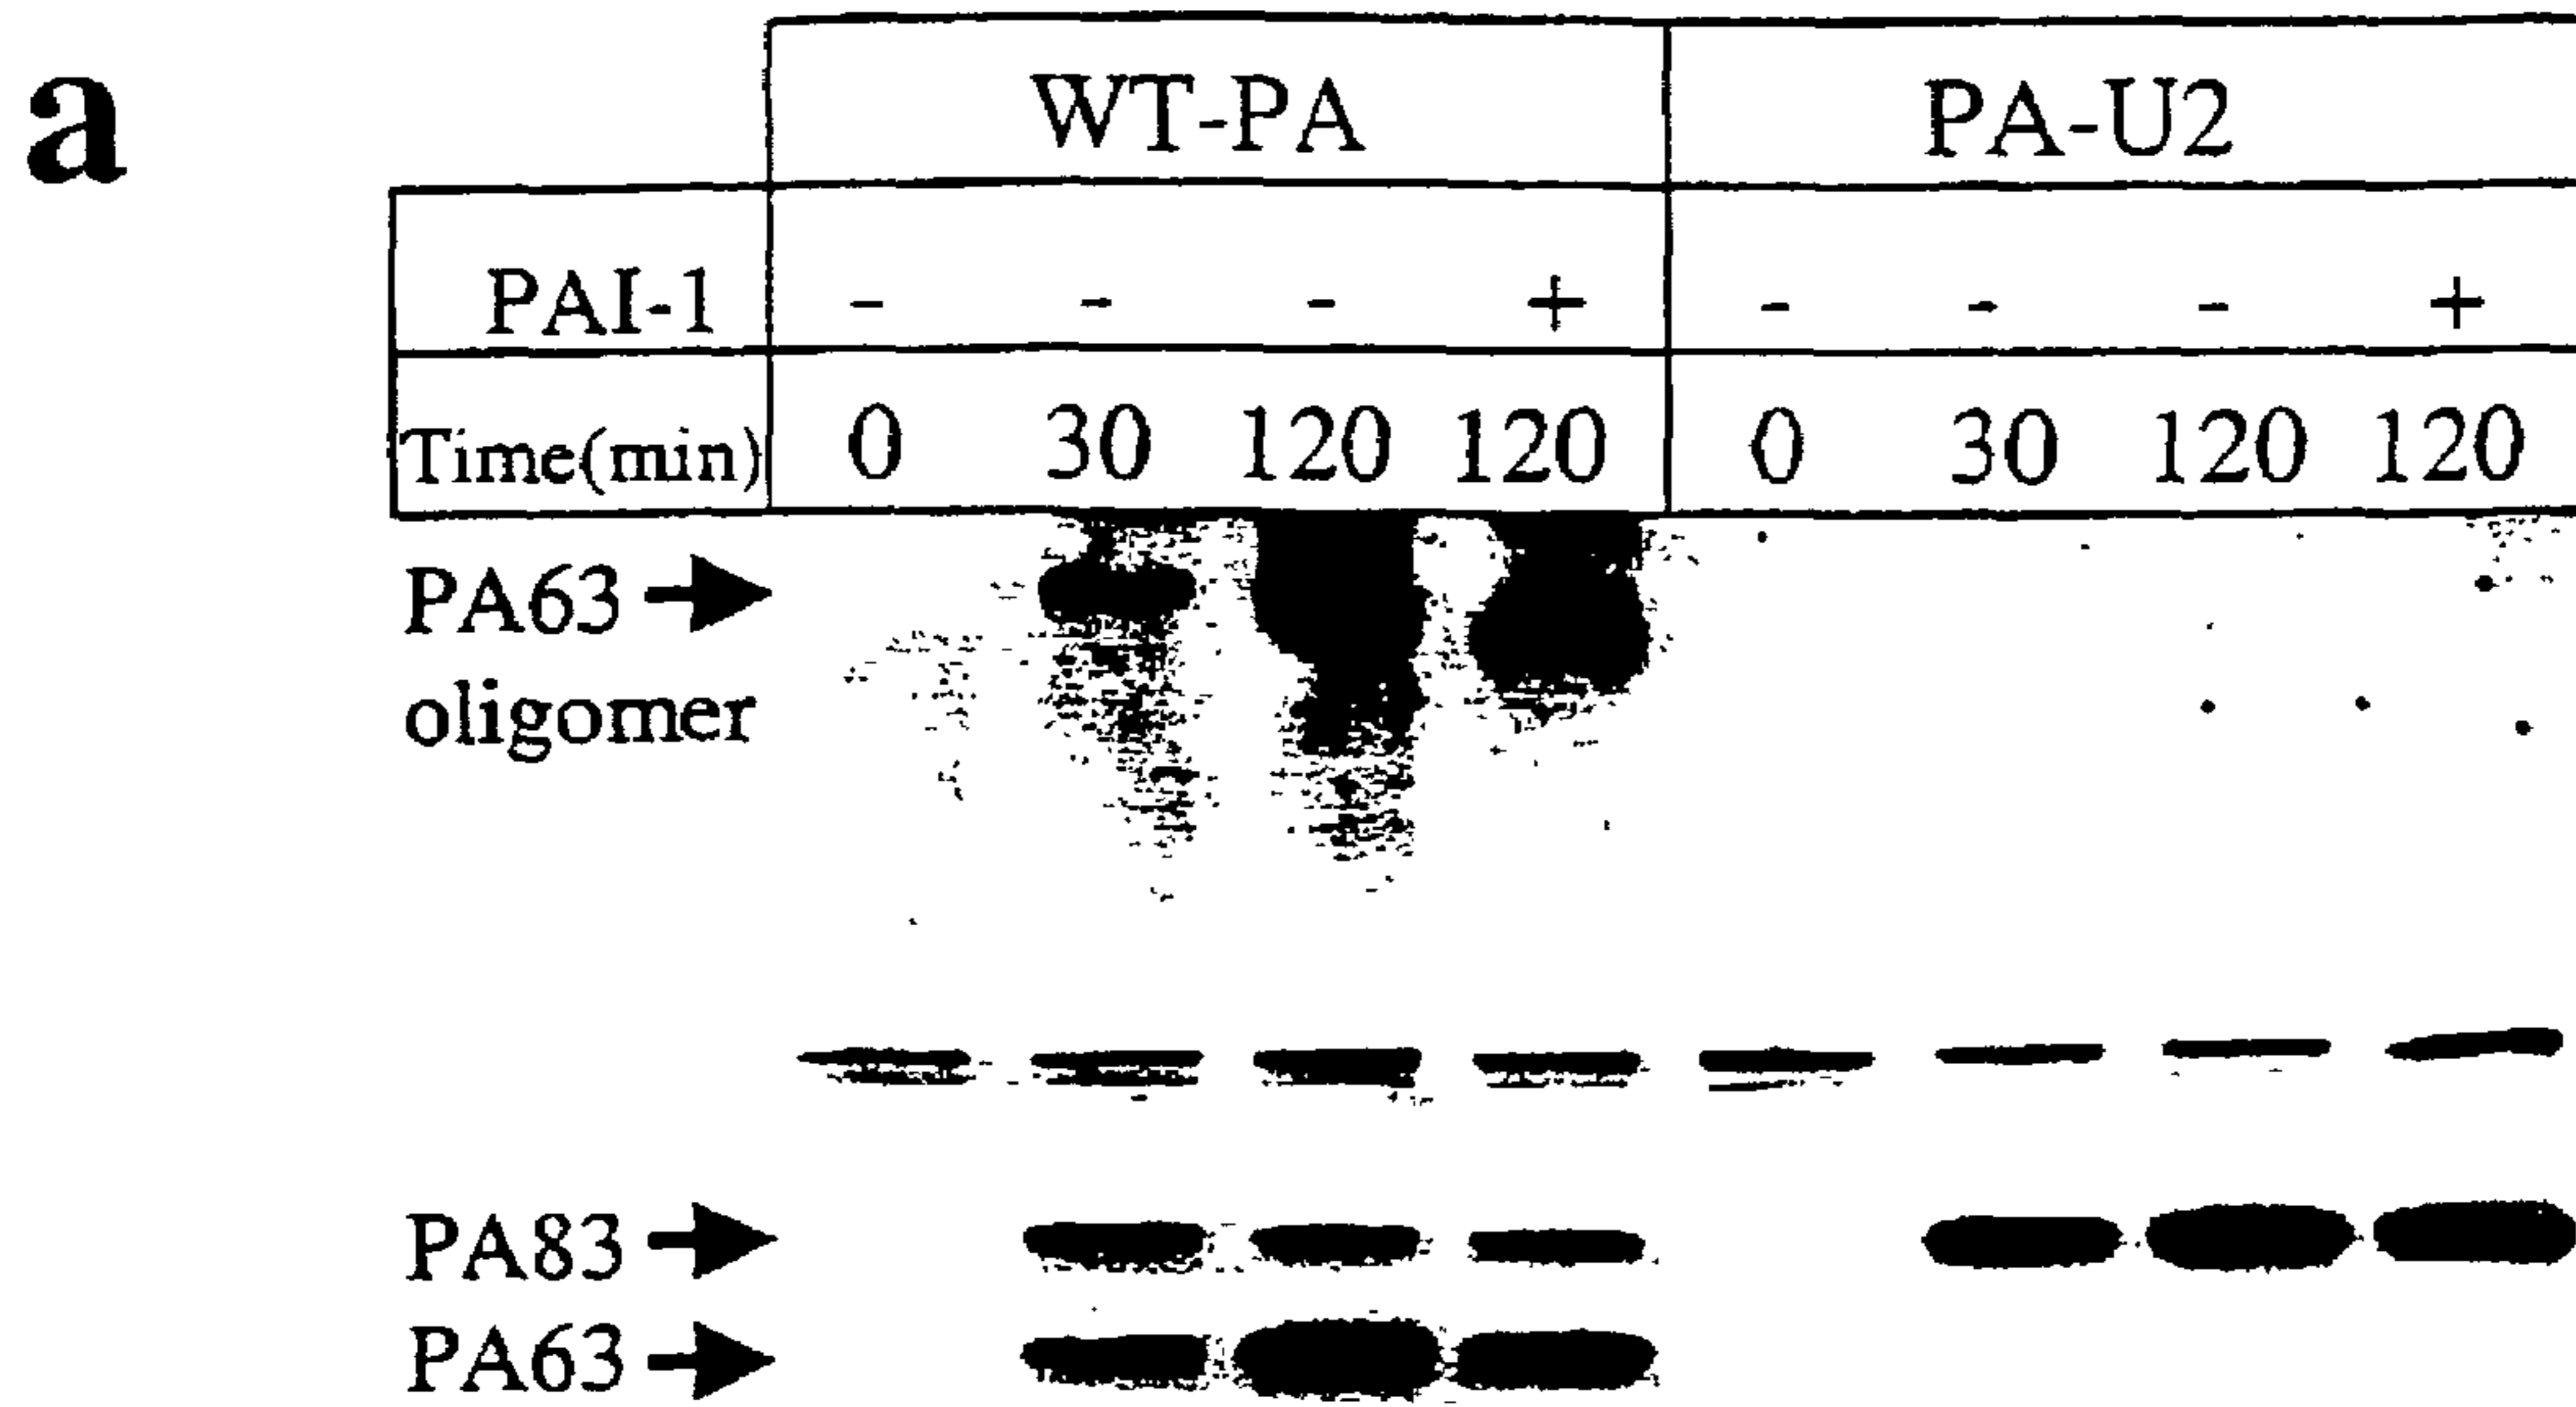 a
WT-PA PA-U2
PAI-1 - - - + - - - +
Time(min) 0 30 120 120 0 30 120 120
PA63
oligomer
PA83
PA63